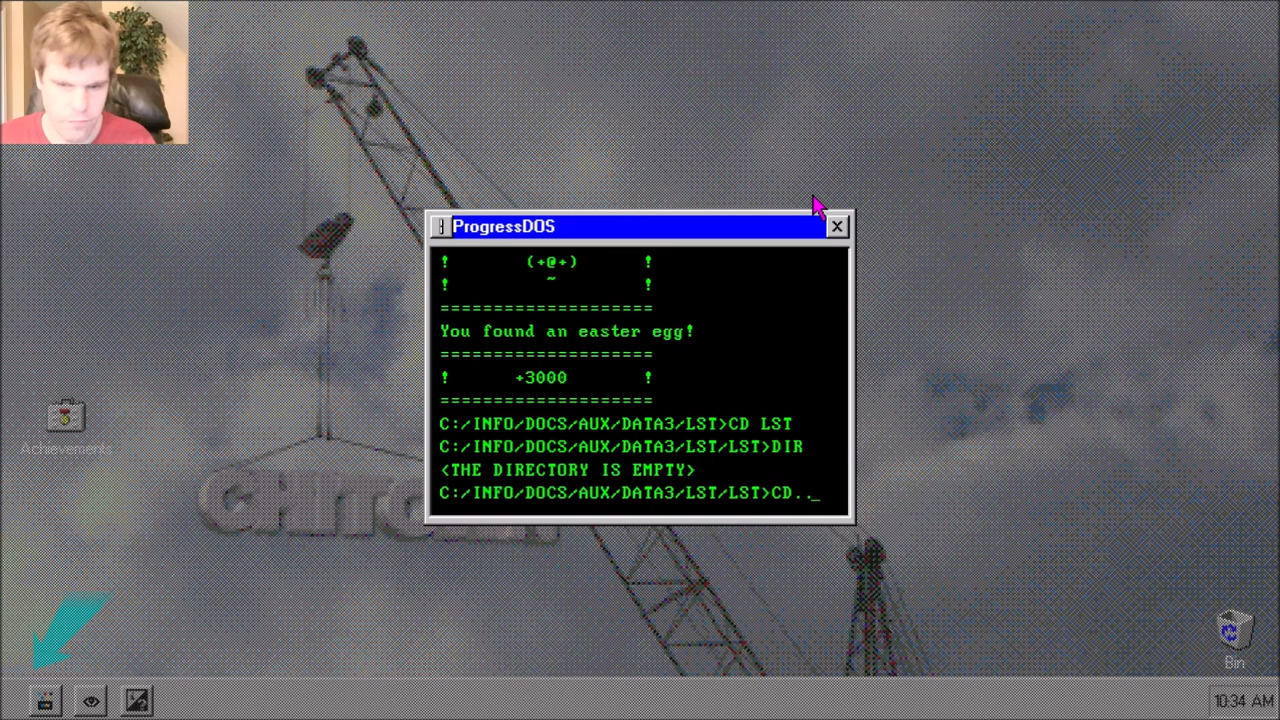 ProgressDOS
! (+@+) !
! ~ !
====================
You found an easter egg!
====================
! +3000 !
====================
C:/INFO/DOCS/AUX/DATA3/LST>CD LST
C:/INFO/DOCS/AUX/DATA3/LST/LST>DIR
<THE DIRECTORY IS EMPTY>
C:/INFO/DOCS/AUX/DATA3/LST/LST>CD.._
Achievements
Bin
10:34 AM